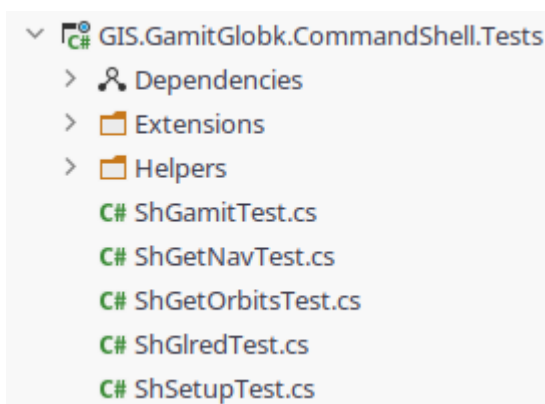 C# GIS.GamitGlobk.CommandShell.Tests
Dependencies
Extensions
Helpers
C# ShGamitTest.cs
C# ShGetNavTest.cs
C# ShGetOrbitsTest.cs
C# ShGlredTest.cs
C# ShSetupTest.cs